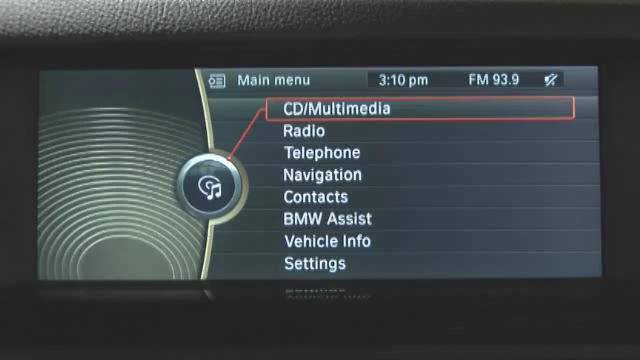 Main menu 3:10 pm FM 93.9
CD/Multimedia
Radio
Telephone
Navigation
Contacts
BMW Assist
Vehicle Info
Settings